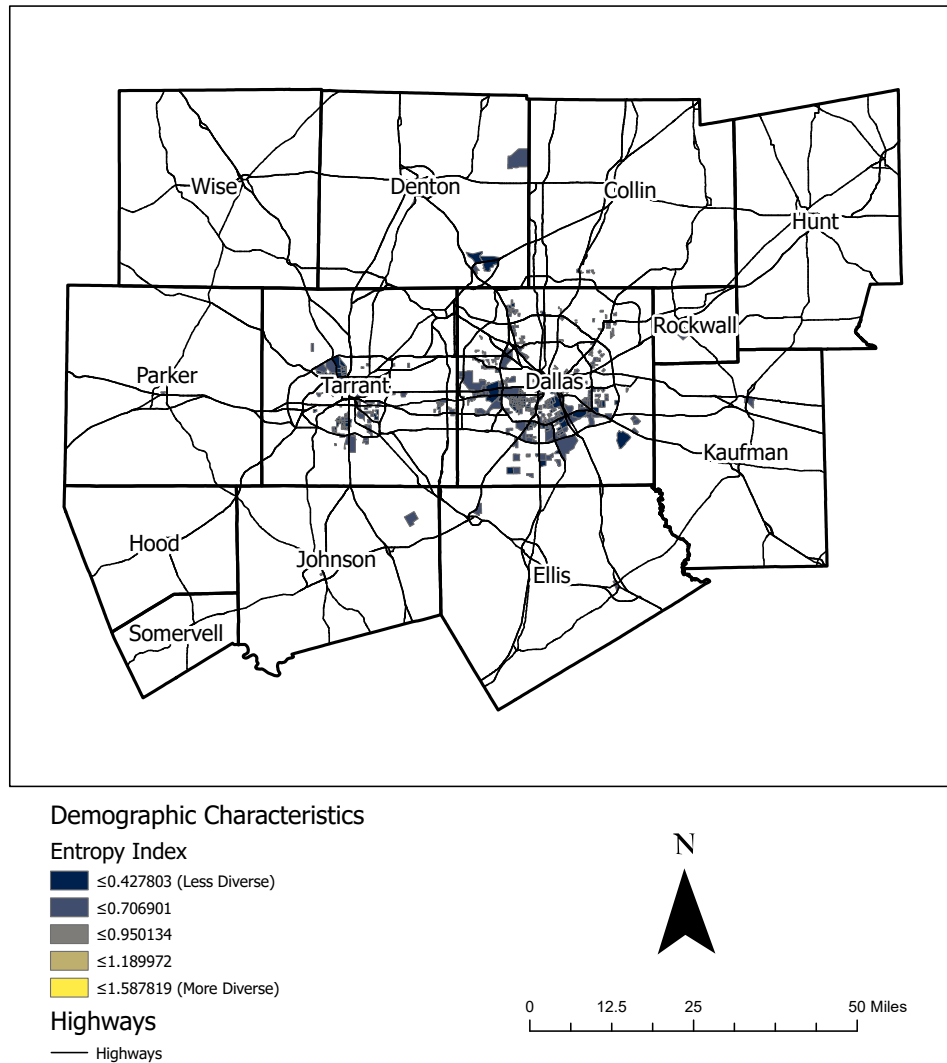 Wise
Denton
Collin
Hunt
Rockwall
Parker
Tarrant
Dallas
Kaufman
Hood
Johnson
Ellis
Somervell
Demographic Characteristics
Entropy Index
≤0.427803 (Less Diverse)
≤0.706901
≤0.950134
≤1.189972
≤1.587819 (More Diverse)
Highways
Highways
N
0 12.5 25 50 Miles